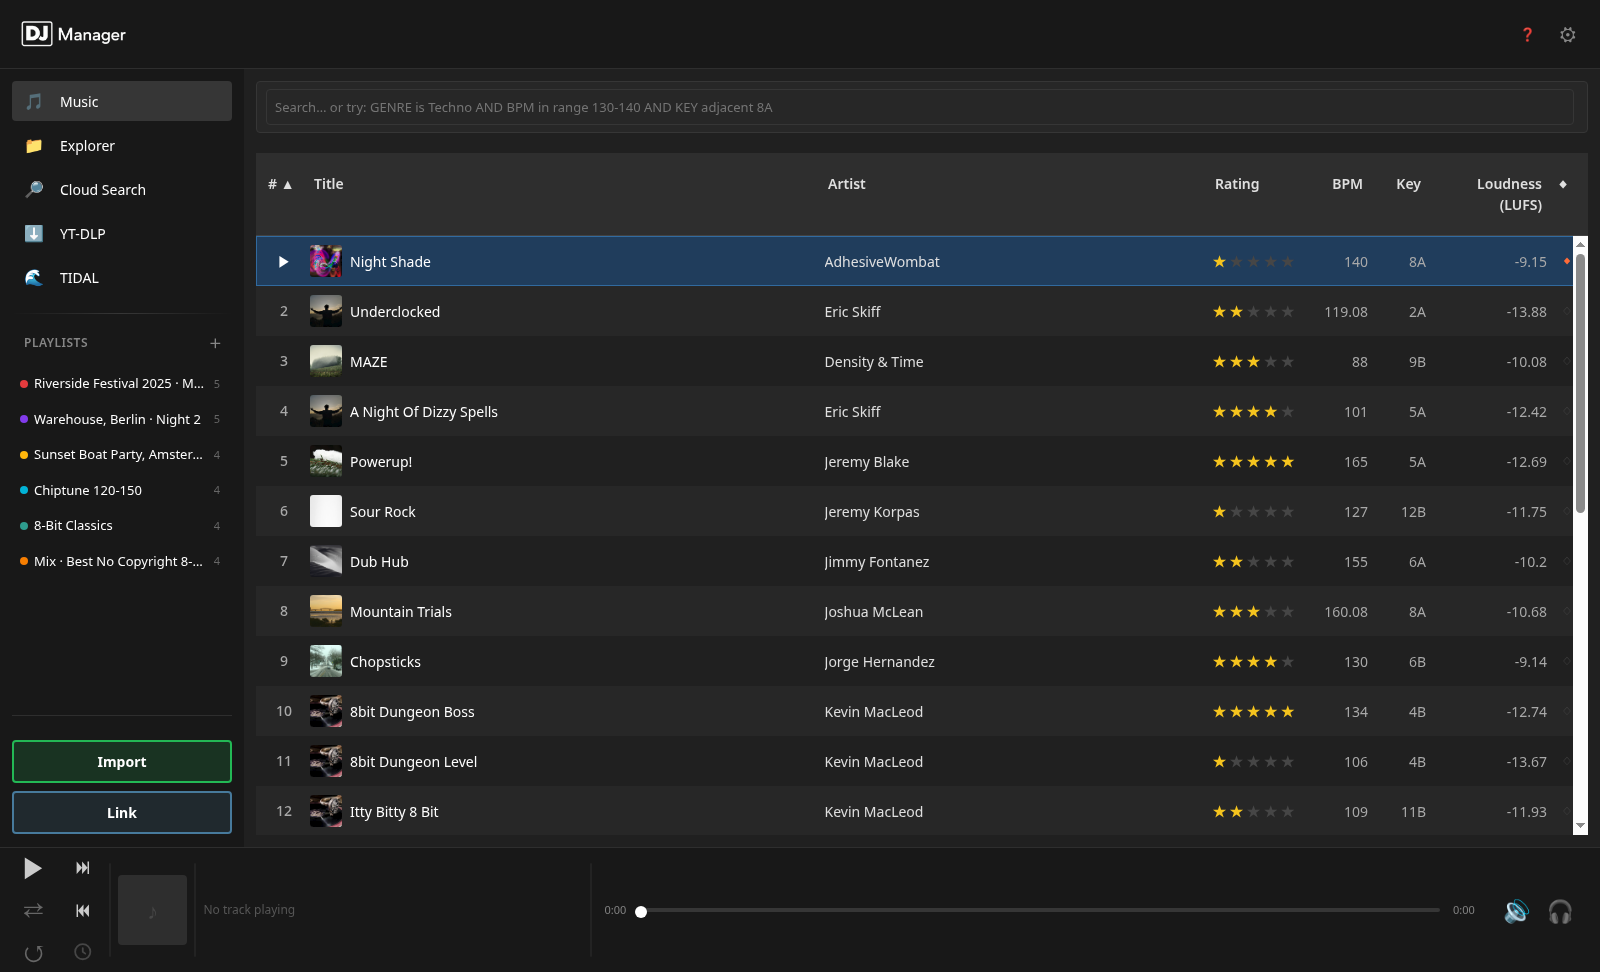 DJ Manager
❓ ⚙
Music
Explorer
Cloud Search
YT-DLP
TIDAL
PLAYLISTS +
Riverside Festival 2025 · M... 5
Warehouse, Berlin · Night 2 5
Sunset Boat Party, Amster... 4
Chiptune 120-150 4
8-Bit Classics 4
Mix · Best No Copyright 8-... 4
Import
Link
Search... or try: GENRE is Techno AND BPM in range 130-140 AND KEY adjacent 8A
# ▲ Title Artist Rating BPM Key Loudness (LUFS) ◆
▶ Night Shade AdhesiveWombat ★★★★★ 140 8A -9.15
2 Underclocked Eric Skiff ★★★★★ 119.08 2A -13.88
3 MAZE Density & Time ★★★★★ 88 9B -10.08
4 A Night Of Dizzy Spells Eric Skiff ★★★★★ 101 5A -12.42
5 Powerup! Jeremy Blake ★★★★★ 165 5A -12.69
6 Sour Rock Jeremy Korpas ★★★★★ 127 12B -11.75
7 Dub Hub Jimmy Fontanez ★★★★★ 155 6A -10.2
8 Mountain Trials Joshua McLean ★★★★★ 160.08 8A -10.68
9 Chopsticks Jorge Hernandez ★★★★★ 130 6B -9.14
10 8bit Dungeon Boss Kevin MacLeod ★★★★★ 134 4B -12.74
11 8bit Dungeon Level Kevin MacLeod ★★★★★ 106 4B -13.67
12 Itty Bitty 8 Bit Kevin MacLeod ★★★★★ 109 11B -11.93
No track playing
0:00 0:00